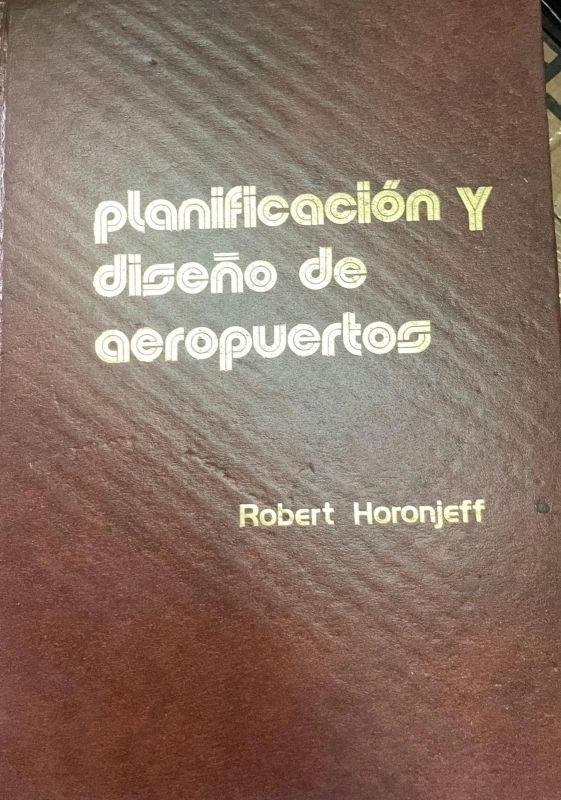 planificación Y
diseño de
aeropuertos
Robert Horonjeff